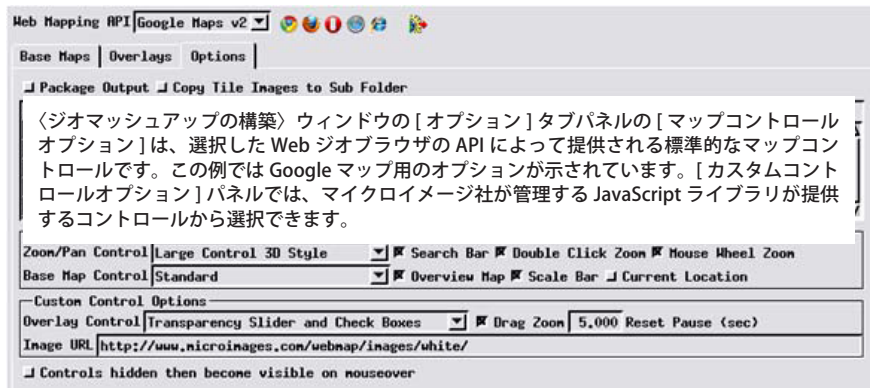 Web Mapping API Google Maps v2
Base Maps Overlays Options
Package Output Copy Tile Images to Sub Folder
〈ジオマッシュアップの構築〉ウィンドウの [ オプション ] タブパネルの [ マップコントロール
オプション ] は、選択した Web ジオブラウザの API によって提供される標準的なマップコン
トロールです。この例では Google マップ用のオプションが示されています。[ カスタムコント
ロールオプション ] パネルでは、マイクロイメージ社が管理する JavaScript ライブラリが提供
するコントロールから選択できます。
Zoom/Pan Control Large Control 3D Style Search Bar Double Click Zoom Mouse Wheel Zoom
Base Map Control Standard Overview Map Scale Bar Current Location
Custom Control Options
Overlay Control Transparency Slider and Check Boxes Drag Zoom 5.000 Reset Pause (sec)
Image URL http://www.microimages.com/webmap/images/white/
Controls hidden then become visible on mouseover